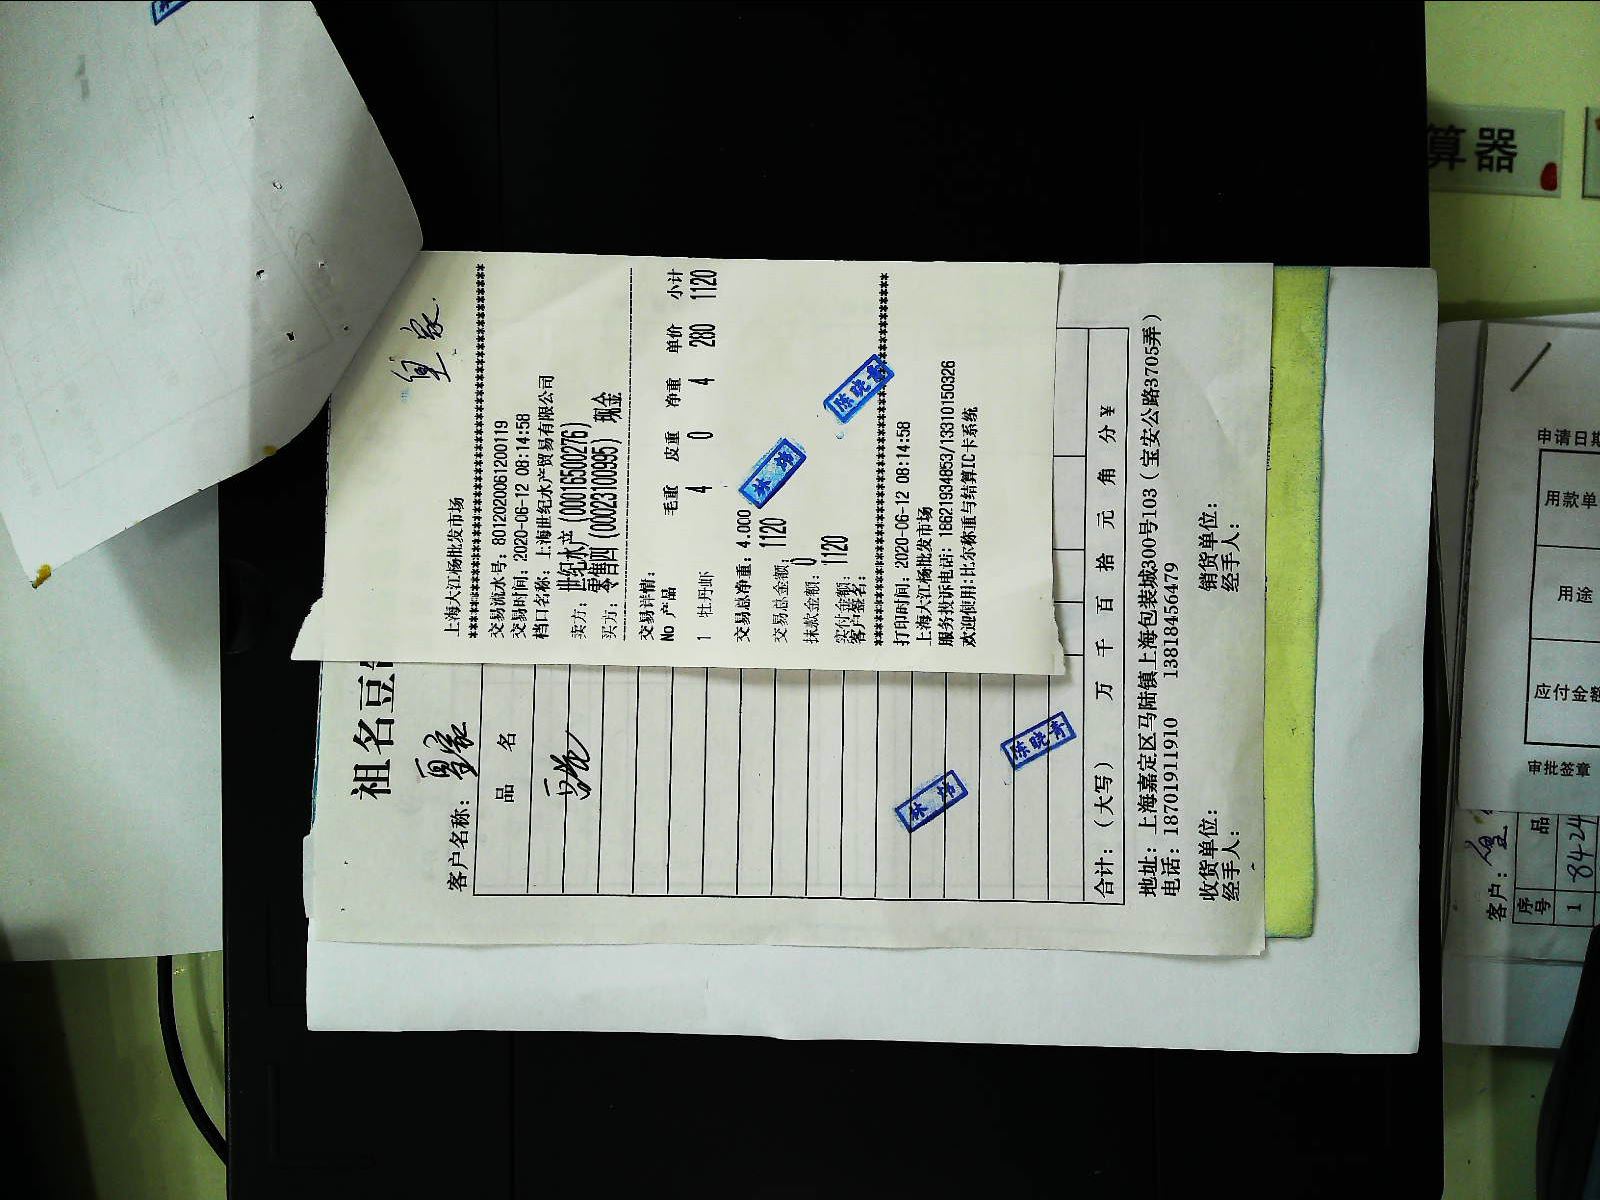 上海大江杨批发市场
************************************************
交易流水号: 8012020061200119
交易时间: 2020-06-12 08:14:58
档口名称: 上海世纪水产贸易有限公司
卖方: 世纪水产 (0001650027​6)
买方: 零售四 (0002310099​5) 现金
交易详情:
No 产品 毛重 皮重 净重 单价 小计
1 牡丹虾 4 0 4 280 1120
交易总净重: 4.000
交易总金额: 1120
抹款金额: 0
实付金额: 1120
客户签名:
************************************************
打印时间: 2020-06-12 08:14:58
上海大江杨批发市场
服务投诉电话: 18621934853/13310150326
欢迎使用:比尔称重与结算IC卡系统
陈晓青
祖名豆
客户名称:
品名
陈晓青
合计:(大写) 万 千 百 拾 元 角 分¥
地址: 上海嘉定区马陆镇上海包装城300号103 (宝安公路3705弄)
电话: 18701911910 13818456479
收货单位: 销货单位:
经手人: 经手人:
算器
申请日期
用款单
用途
应付金额
客户:
序号 品
1 8424